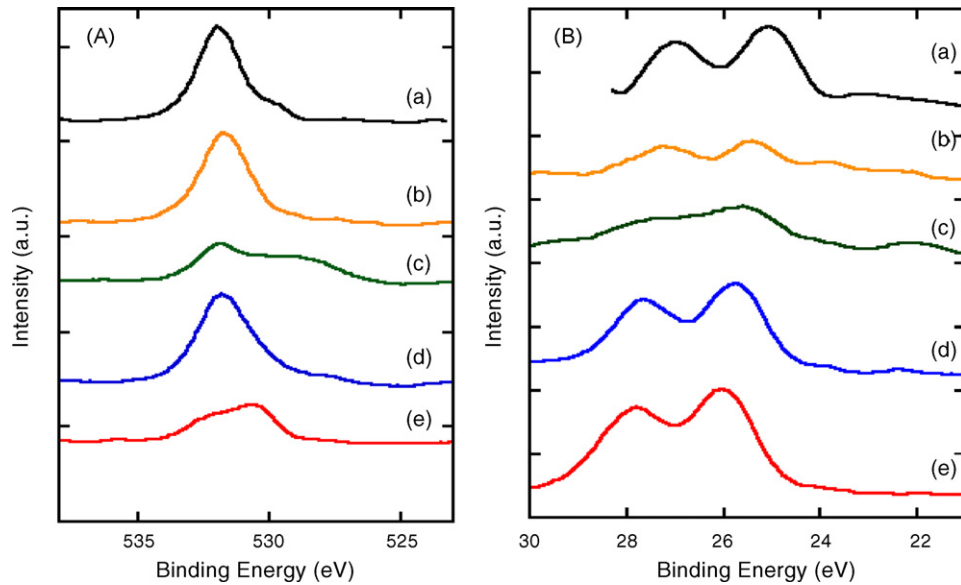 (A)
(a)
(b)
(c)
(d)
(e)
Intensity (a.u.)
535 530 525
Binding Energy (eV)
(B)
(a)
(b)
(c)
(d)
(e)
Intensity (a.u.)
30 28 26 24 22
Binding Energy (eV)